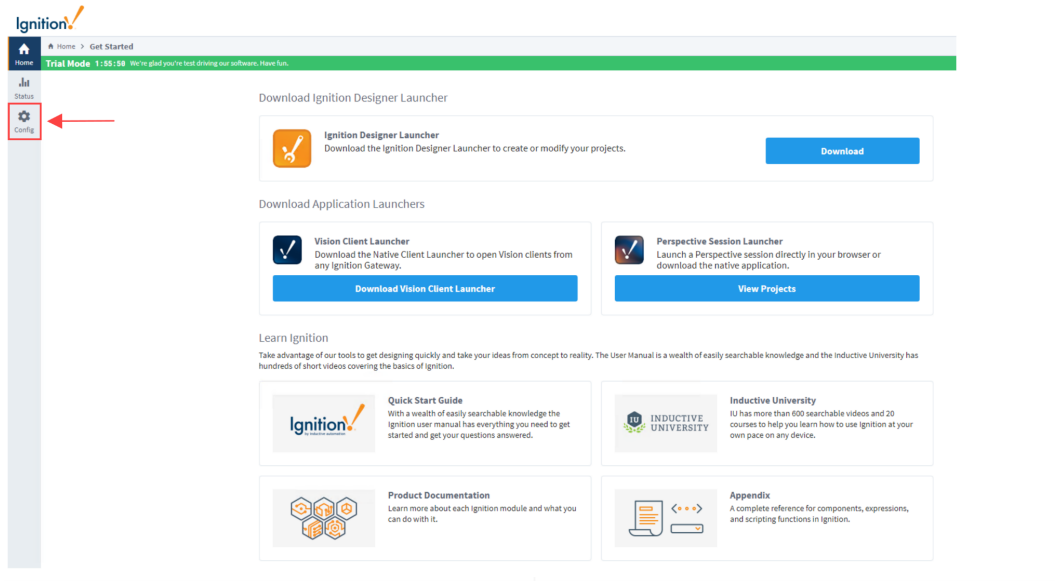 Ignition!
Home > Get Started
Home
Trial Mode 1:55:58 We're glad you're test driving our software. Have fun.
Status
Config
Download Ignition Designer Launcher
Ignition Designer Launcher
Download the Ignition Designer Launcher to create or modify your projects.
Download
Download Application Launchers
Vision Client Launcher
Download the Native Client Launcher to open Vision clients from
any Ignition Gateway.
Download Vision Client Launcher
Perspective Session Launcher
Launch a Perspective session directly in your browser or
download the native application.
View Projects
Learn Ignition
Take advantage of our tools to get designing quickly and take your ideas from concept to reality. The User Manual is a wealth of easily searchable knowledge and the Inductive University has
hundreds of short videos covering the basics of Ignition.
Ignition!
by inductive automation
Quick Start Guide
With a wealth of easily searchable knowledge the
Ignition user manual has everything you need to get
started and get your questions answered.
IU
INDUCTIVE
UNIVERSITY
Inductive University
IU has more than 600 searchable videos and 20
courses to help you learn how to use Ignition at your
own pace on any device.
Product Documentation
Learn more about each Ignition module and what you
can do with it.
Appendix
A complete reference for components, expressions,
and scripting functions in Ignition.